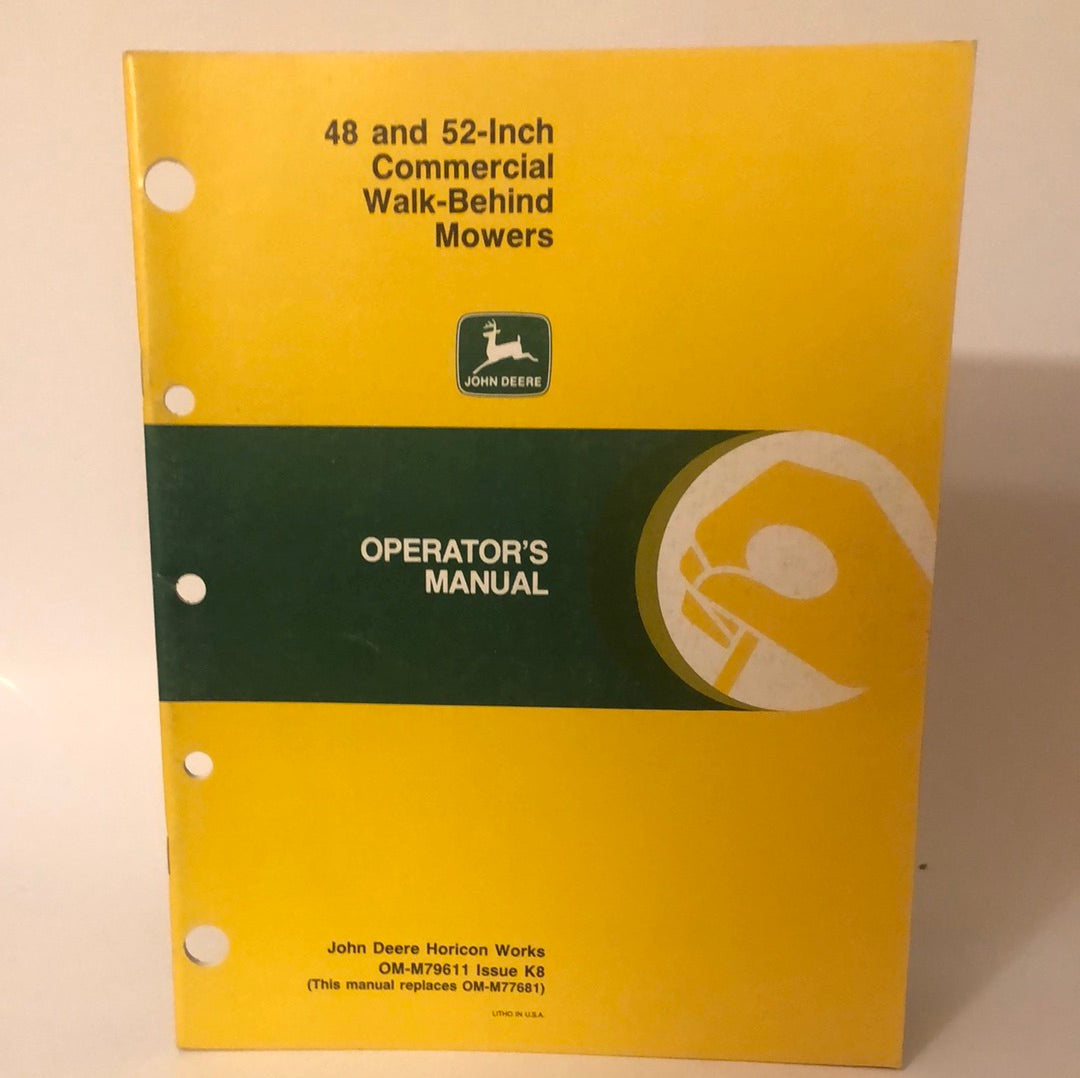 48 and 52-Inch
Commercial
Walk-Behind
Mowers
JOHN DEERE
OPERATOR'S
MANUAL
John Deere Horicon Works
OM-M79611 Issue K8
(This manual replaces OM-M77681)
LITHO IN U.S.A.